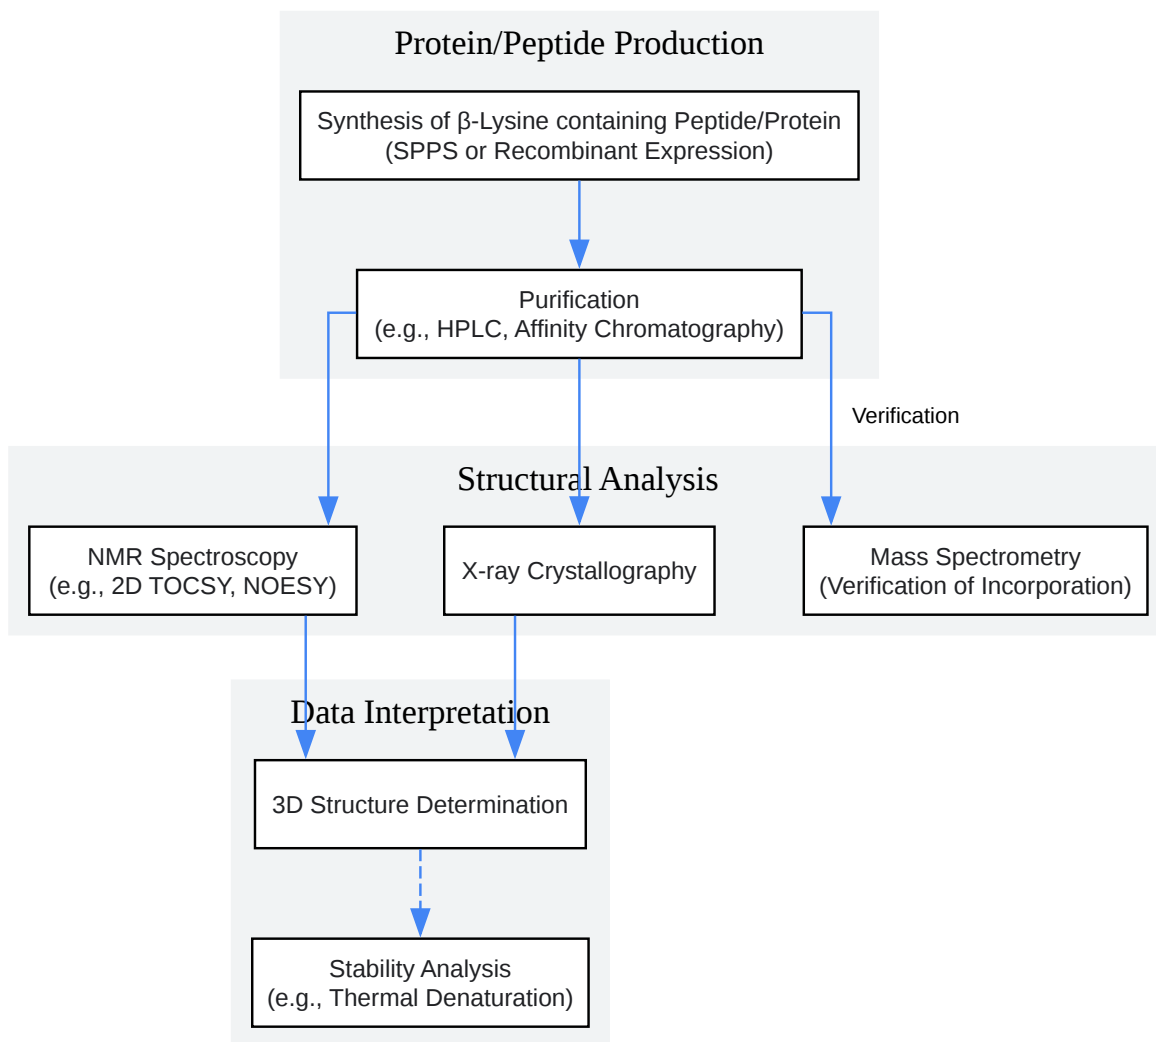 Protein/Peptide Production
Synthesis of β-Lysine containing Peptide/Protein
(SPPS or Recombinant Expression)
Purification
(e.g., HPLC, Affinity Chromatography)
Verification
Structural Analysis
NMR Spectroscopy
(e.g., 2D TOCSY, NOESY)
X-ray Crystallography
Mass Spectrometry
(Verification of Incorporation)
Data Interpretation
3D Structure Determination
Stability Analysis
(e.g., Thermal Denaturation)